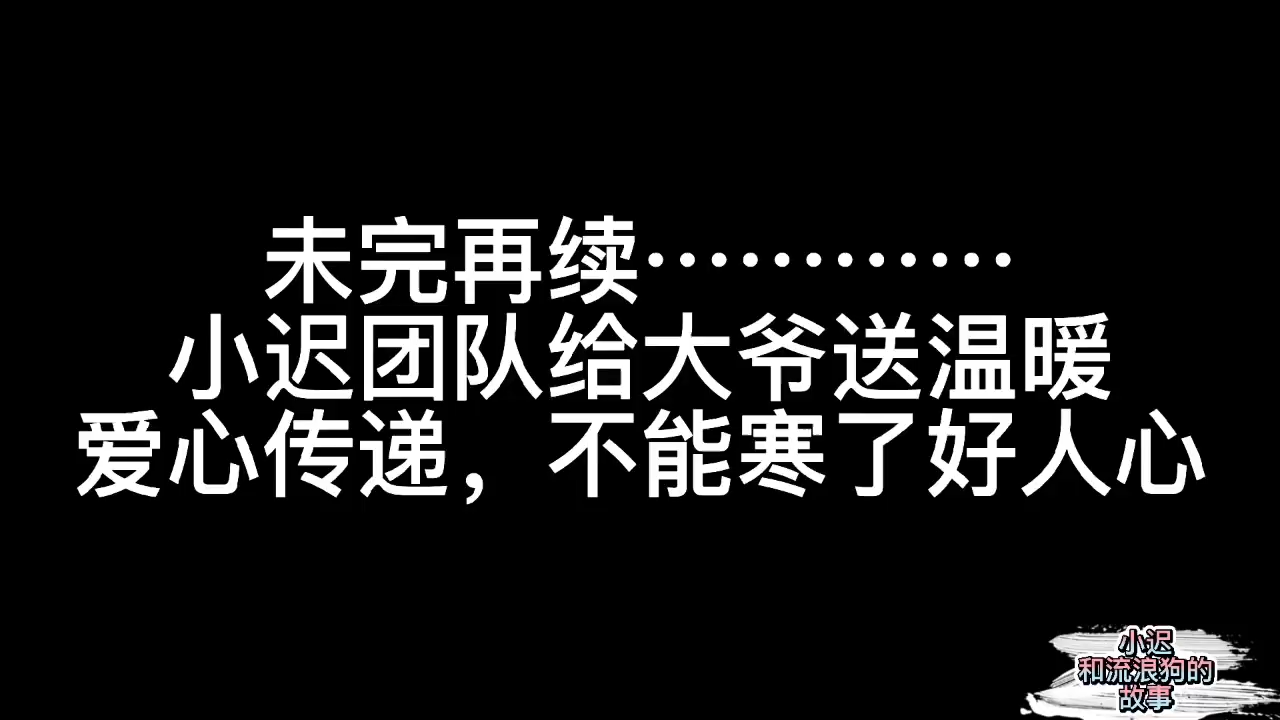 未完再续…………
小迟团队给大爷送温暖
爱心传递，不能寒了好人心
小迟
和流浪狗的
故事